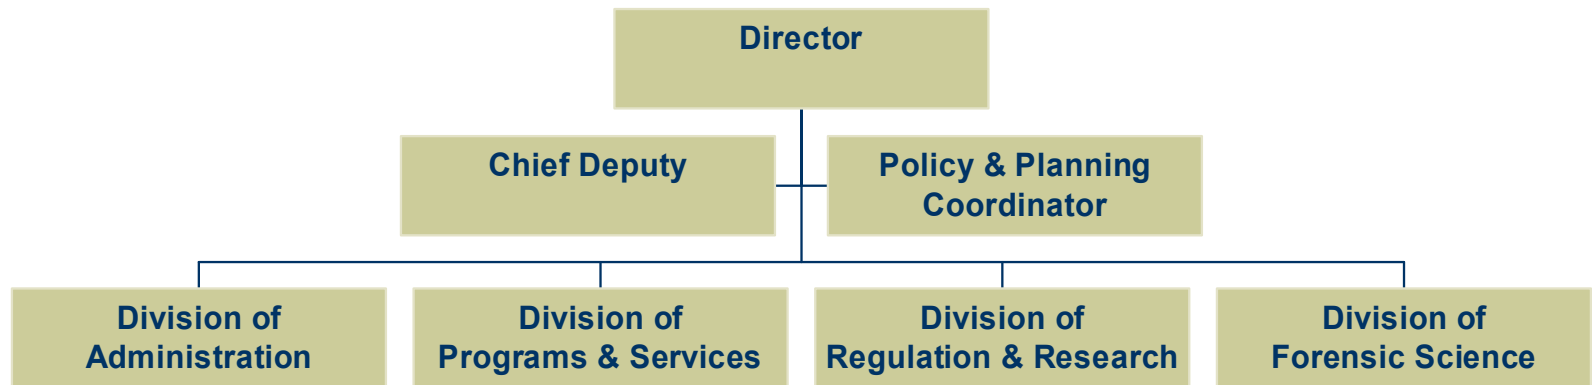 Director
Chief Deputy
Policy & Planning
Coordinator
Division of
Administration
Division of
Programs & Services
Division of
Regulation & Research
Division of
Forensic Science